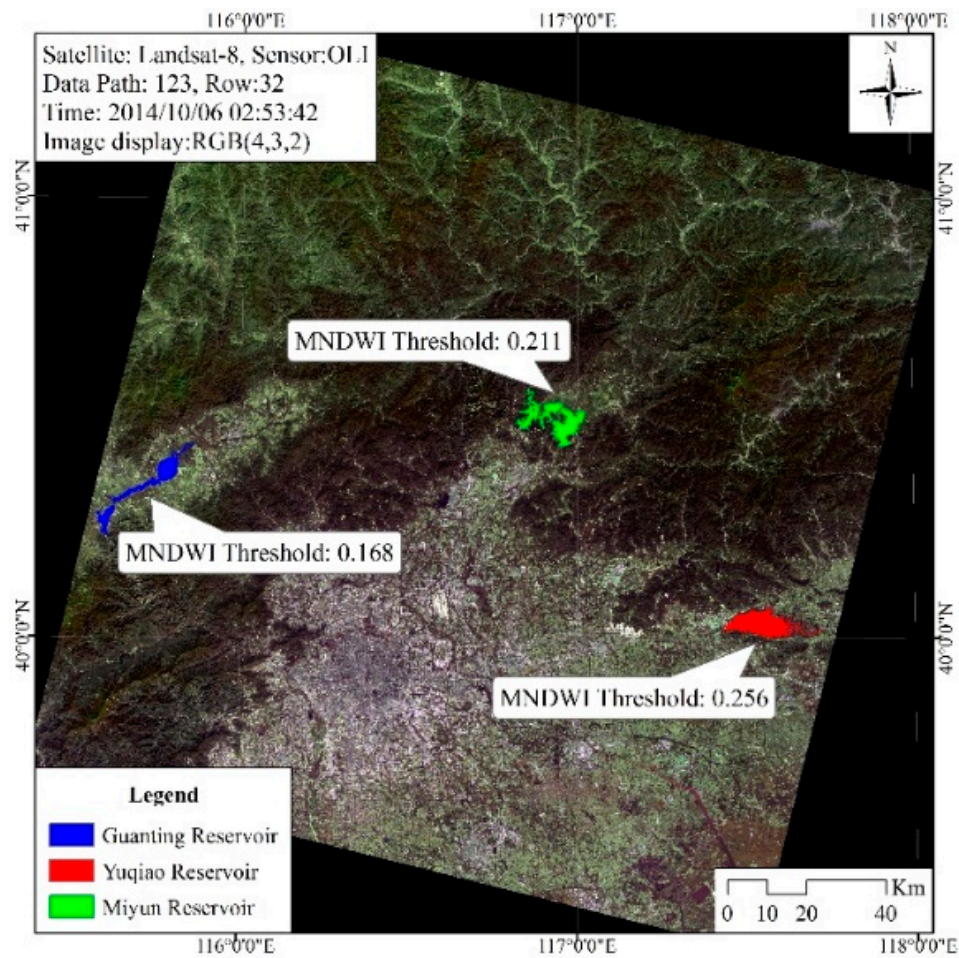 116°0'0"E
117°0'0"E
118°0'0"E
Satellite: Landsat-8, Sensor:OLI
Data Path: 123, Row:32
Time: 2014/10/06 02:53:42
Image display:RGB(4,3,2)
N
41°0'0"N
41°0'0"N
MNDWI Threshold: 0.211
MNDWI Threshold: 0.168
40°0'0"N
40°0'0"N
MNDWI Threshold: 0.256
Legend
Guanting Reservoir
Yuqiao Reservoir
Miyun Reservoir
Km
0 10 20 40
116°0'0"E
117°0'0"E
118°0'0"E